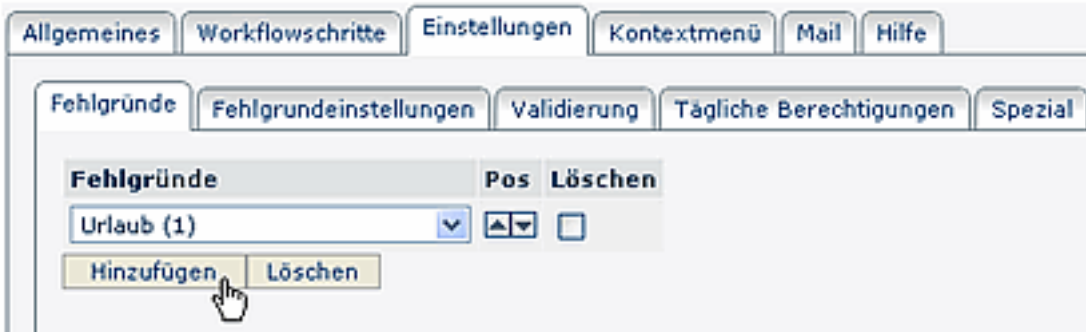 Allgemeines Workflowschritte Einstellungen Kontextmenü Mail Hilfe
Fehlgründe Fehlgrundeinstellungen Validierung Tägliche Berechtigungen Spezial
Fehlgründe Pos Löschen
Urlaub (1)
Hinzufügen Löschen